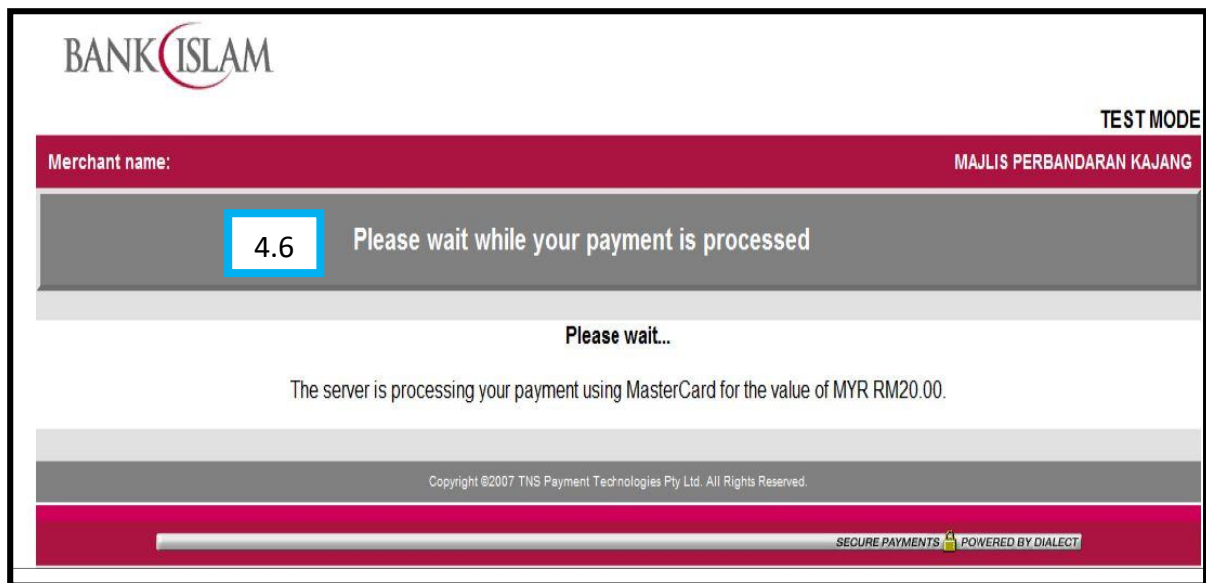 BANK ISLAM
TEST MODE
Merchant name: MAJLIS PERBANDARAN KAJANG
4.6 Please wait while your payment is processed
Please wait...
The server is processing your payment using MasterCard for the value of MYR RM20.00.
Copyright ©2007 TNS Payment Technologies Pty Ltd. All Rights Reserved.
SECURE PAYMENTS POWERED BY DIALECT